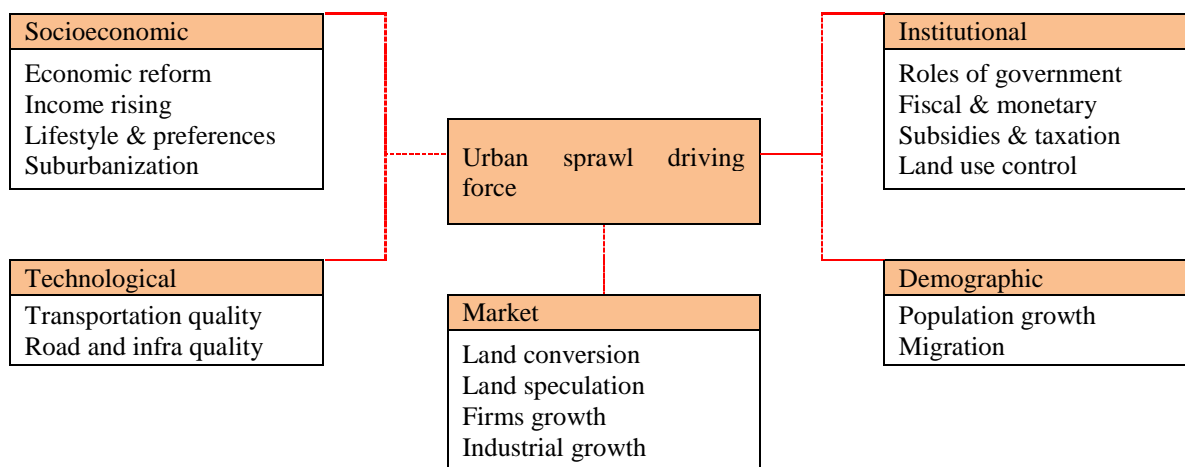 Socioeconomic
Economic reform
Income rising
Lifestyle & preferences
Suburbanization
Institutional
Roles of government
Fiscal & monetary
Subsidies & taxation
Land use control
Urban sprawl driving
force
Technological
Transportation quality
Road and infra quality
Market
Land conversion
Land speculation
Firms growth
Industrial growth
Demographic
Population growth
Migration